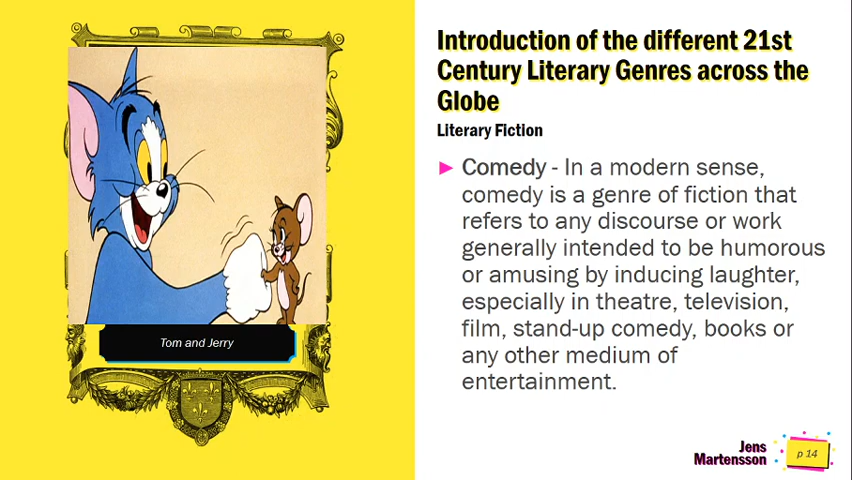 Introduction of the different 21st
Century Literary Genres across the
Globe
Literary Fiction
► Comedy - In a modern sense,
comedy is a genre of fiction that
refers to any discourse or work
generally intended to be humorous
or amusing by inducing laughter,
especially in theatre, television,
film, stand-up comedy, books or
any other medium of
entertainment.
Tom and Jerry
Jens
Martensson
p 14